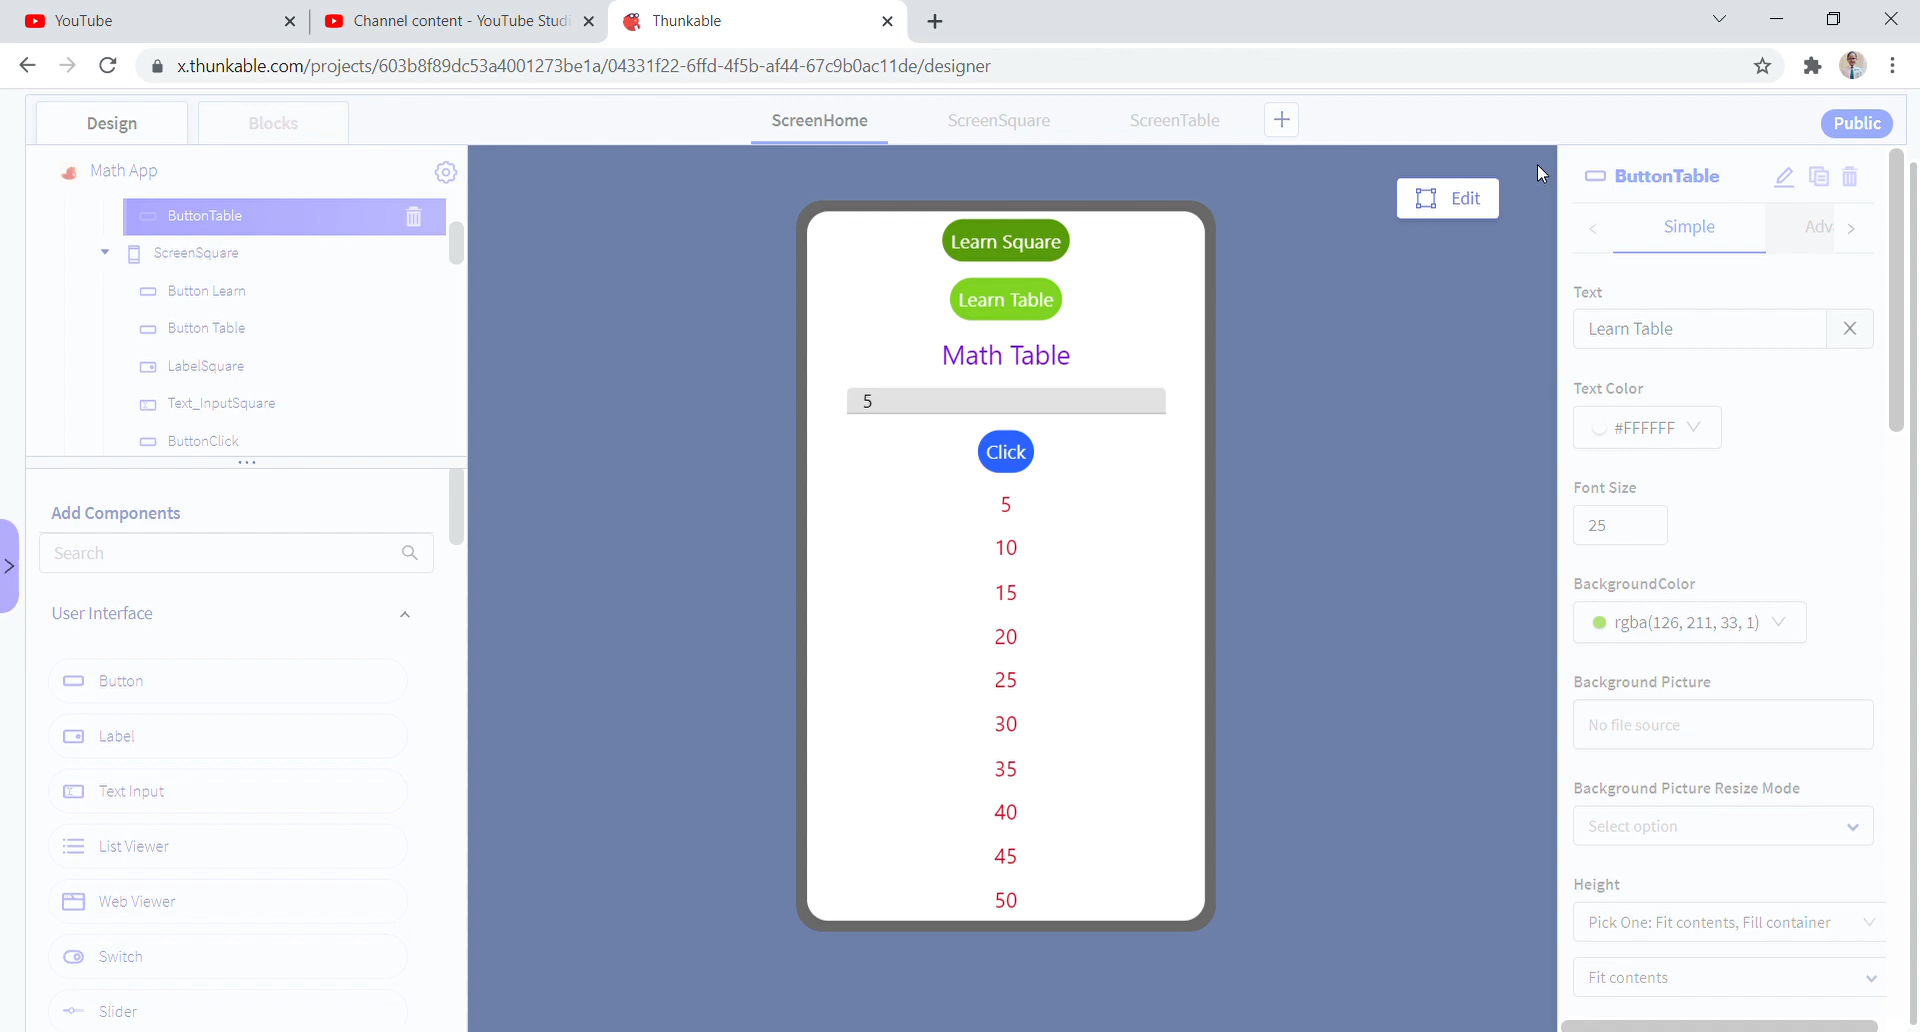 YouTube
Channel content - YouTube Studi
Thunkable
x.thunkable.com/projects/603b8f89dc53a4001273be1a/04331f22-6ffd-4f5b-af44-67c9b0ac11de/designer
Design
Blocks
ScreenHome
ScreenSquare
ScreenTable
Public
Math App
ButtonTable
ScreenSquare
Button Learn
Button Table
LabelSquare
Text_InputSquare
ButtonClick
Add Components
Search
User Interface
Button
Label
Text Input
List Viewer
Web Viewer
Switch
Slider
Edit
Learn Square
Learn Table
Math Table
5
Click
5
10
15
20
25
30
35
40
45
50
ButtonTable
Simple
Adv
Text
Learn Table
Text Color
#FFFFFF
Font Size
25
BackgroundColor
rgba(126, 211, 33, 1)
Background Picture
No file source
Background Picture Resize Mode
Select option
Height
Pick One: Fit contents, Fill container
Fit contents